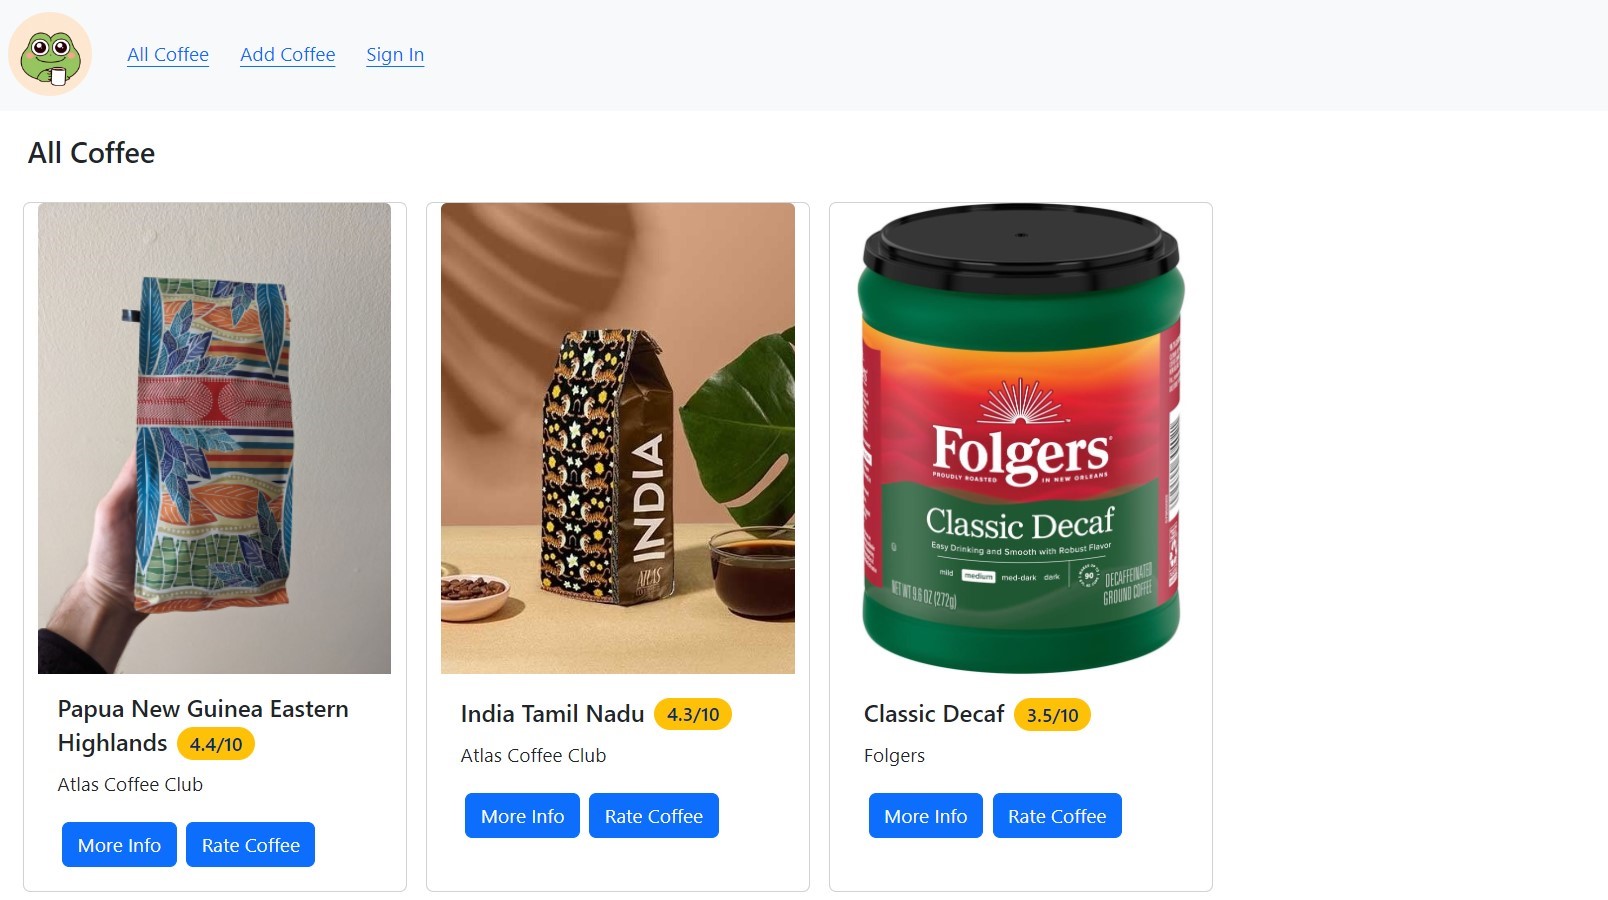 All Coffee
Add Coffee
Sign In
All Coffee
INDIA
ATLAS
Folgers
PROUDLY ROASTED IN NEW ORLEANS
Classic Decaf
Easy Drinking and Smooth with Robust Flavor
mild medium med-dark dark
90
NET WT 9.6 OZ (272g)
DECAFFEINATED
GROUND COFFEE
Papua New Guinea Eastern
Highlands 4.4/10
Atlas Coffee Club
More Info
Rate Coffee
India Tamil Nadu 4.3/10
Atlas Coffee Club
More Info
Rate Coffee
Classic Decaf 3.5/10
Folgers
More Info
Rate Coffee